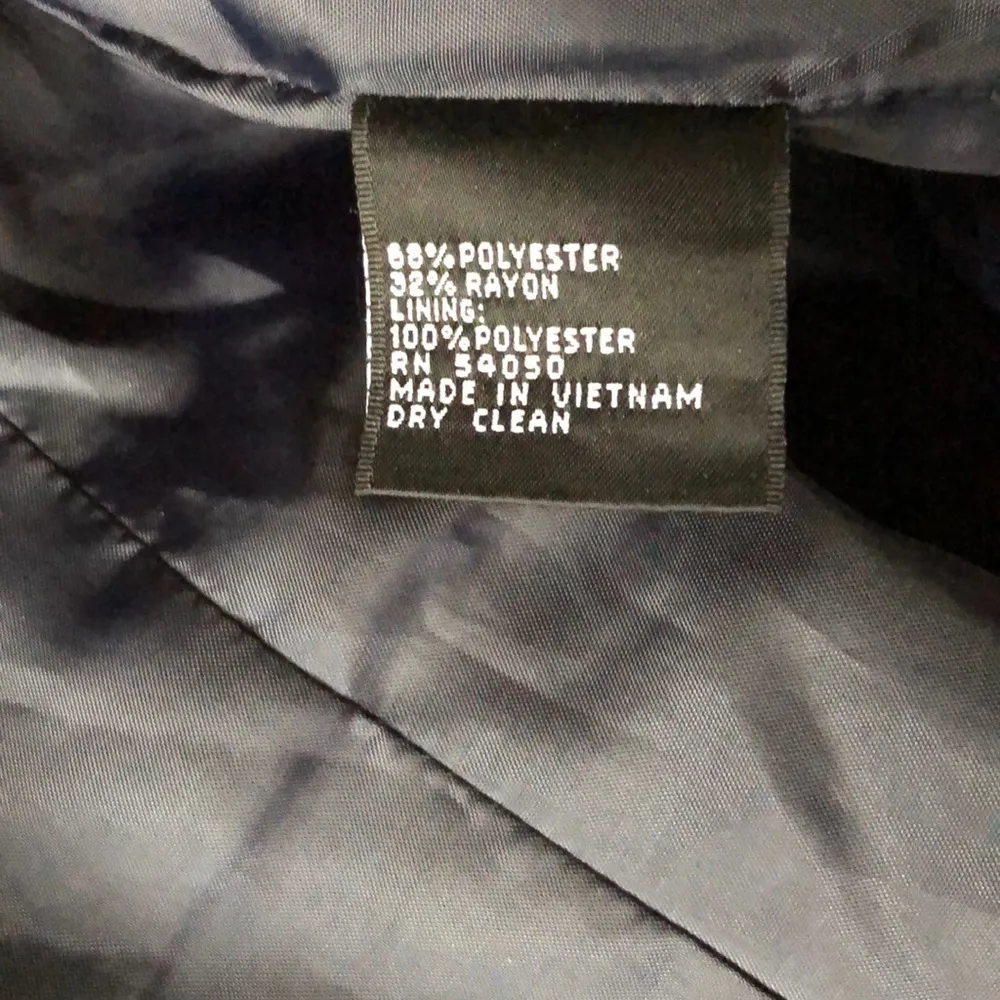 68% POLYESTER
32% RAYON
LINING:
100% POLYESTER
RN 54050
MADE IN VIETNAM
DRY CLEAN